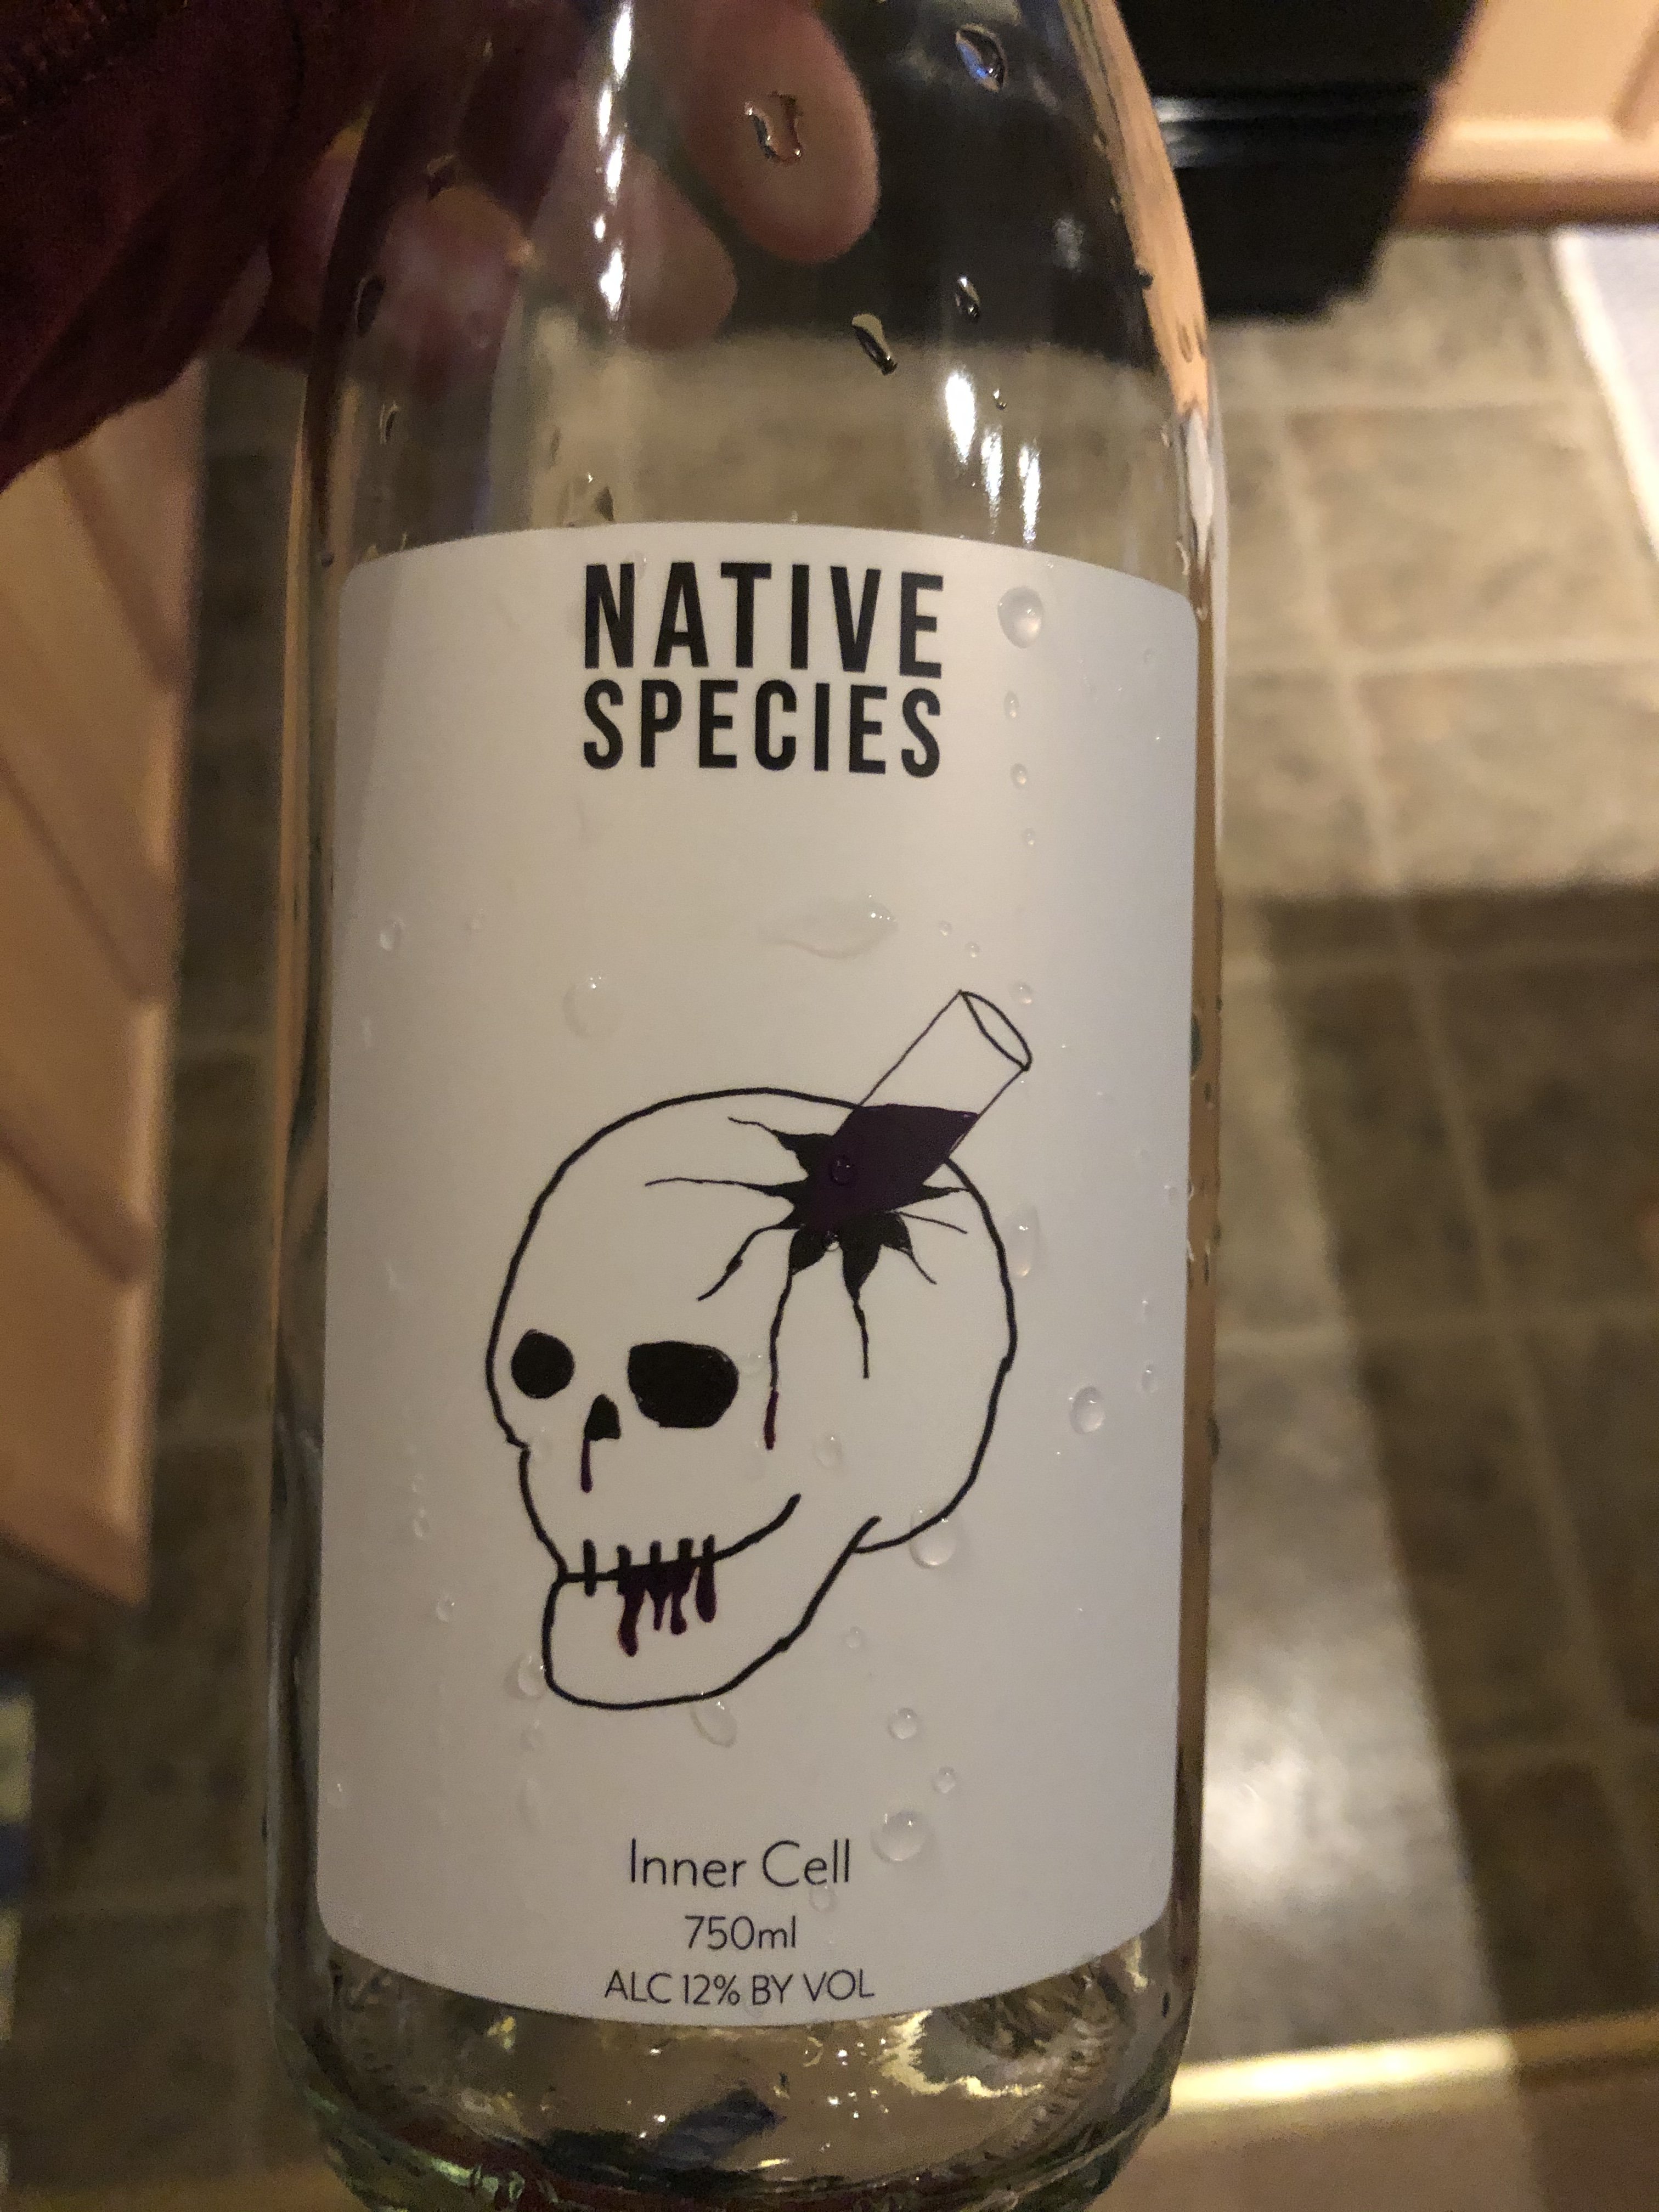 NATIVE
SPECIES
Inner Cell
750ml
ALC 12% BY VOL